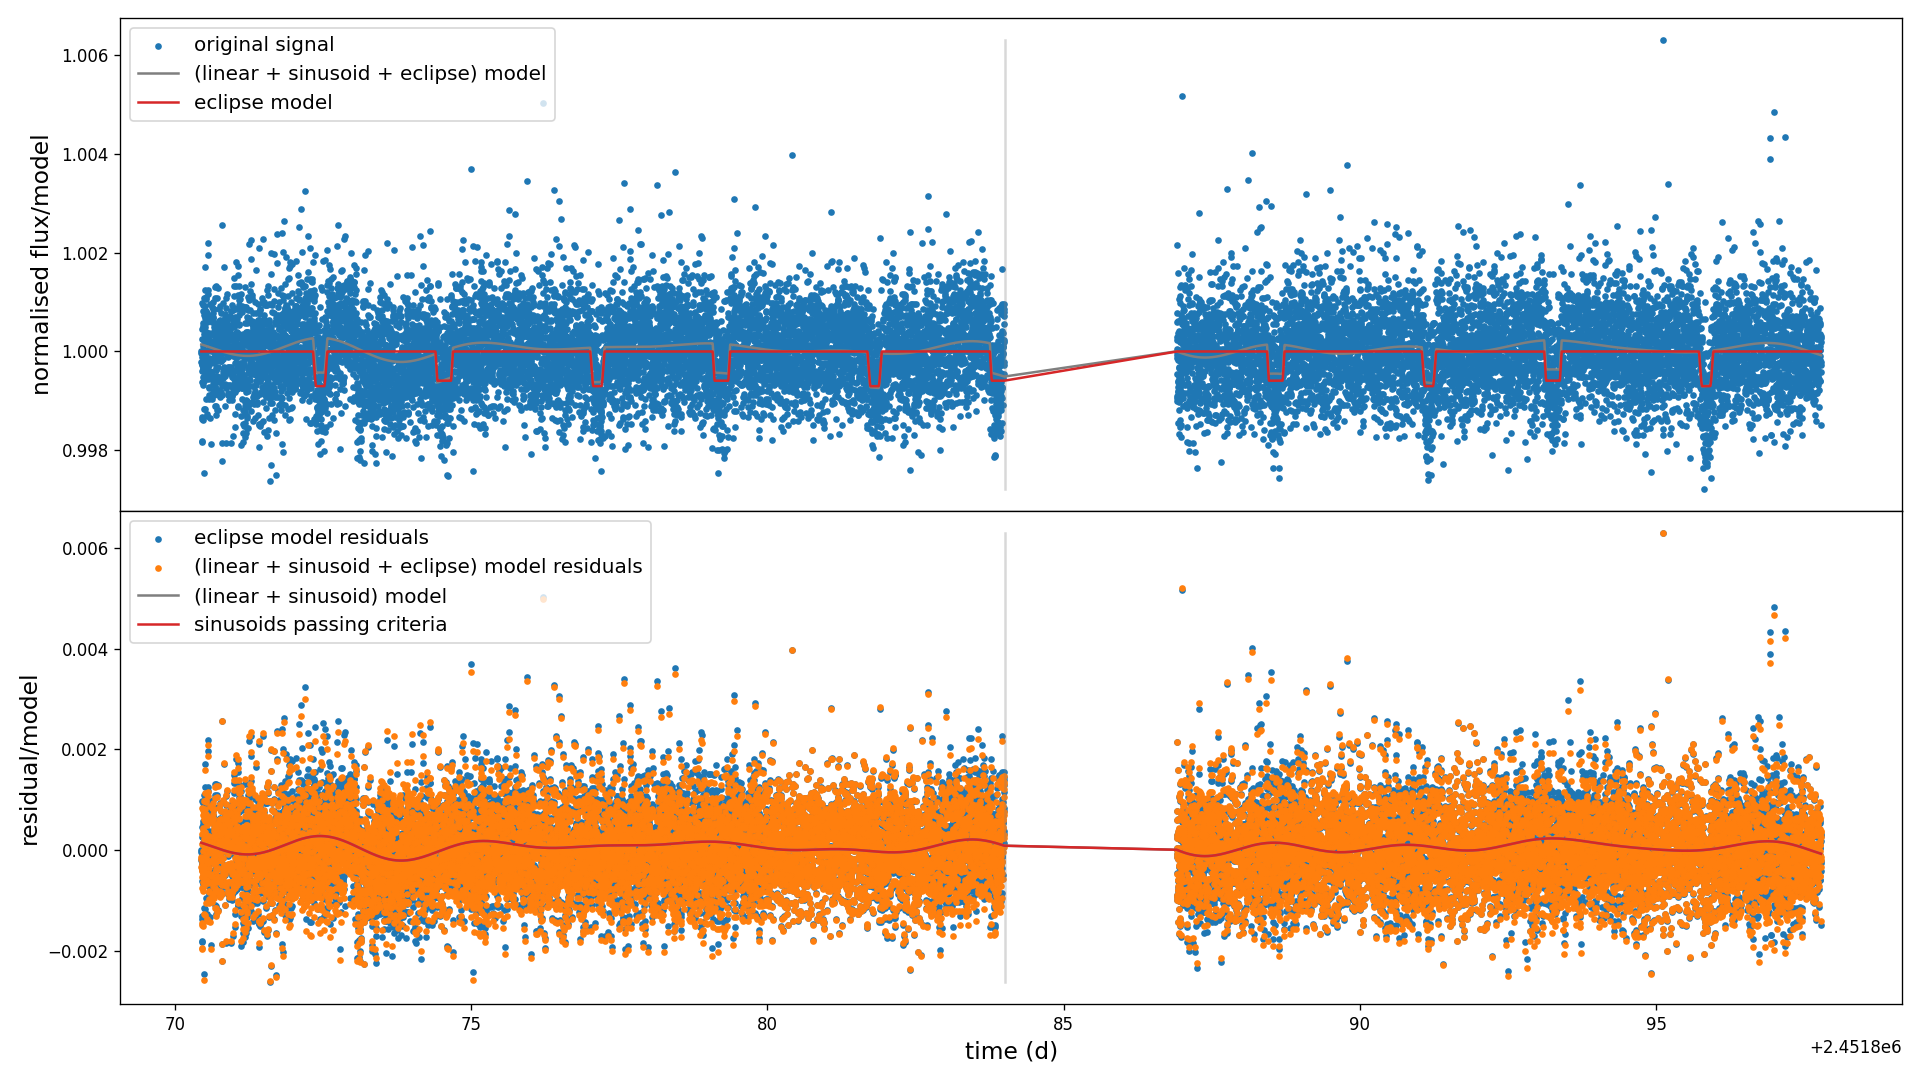 original signal
(linear + sinusoid + eclipse) model
eclipse model
normalised flux/model
1.006
1.004
1.002
1.000
0.998
eclipse model residuals
(linear + sinusoid + eclipse) model residuals
(linear + sinusoid) model
sinusoids passing criteria
residual/model
0.006
0.004
0.002
0.000
−0.002
70 75 80 85 90 95
time (d)
+2.4518e6